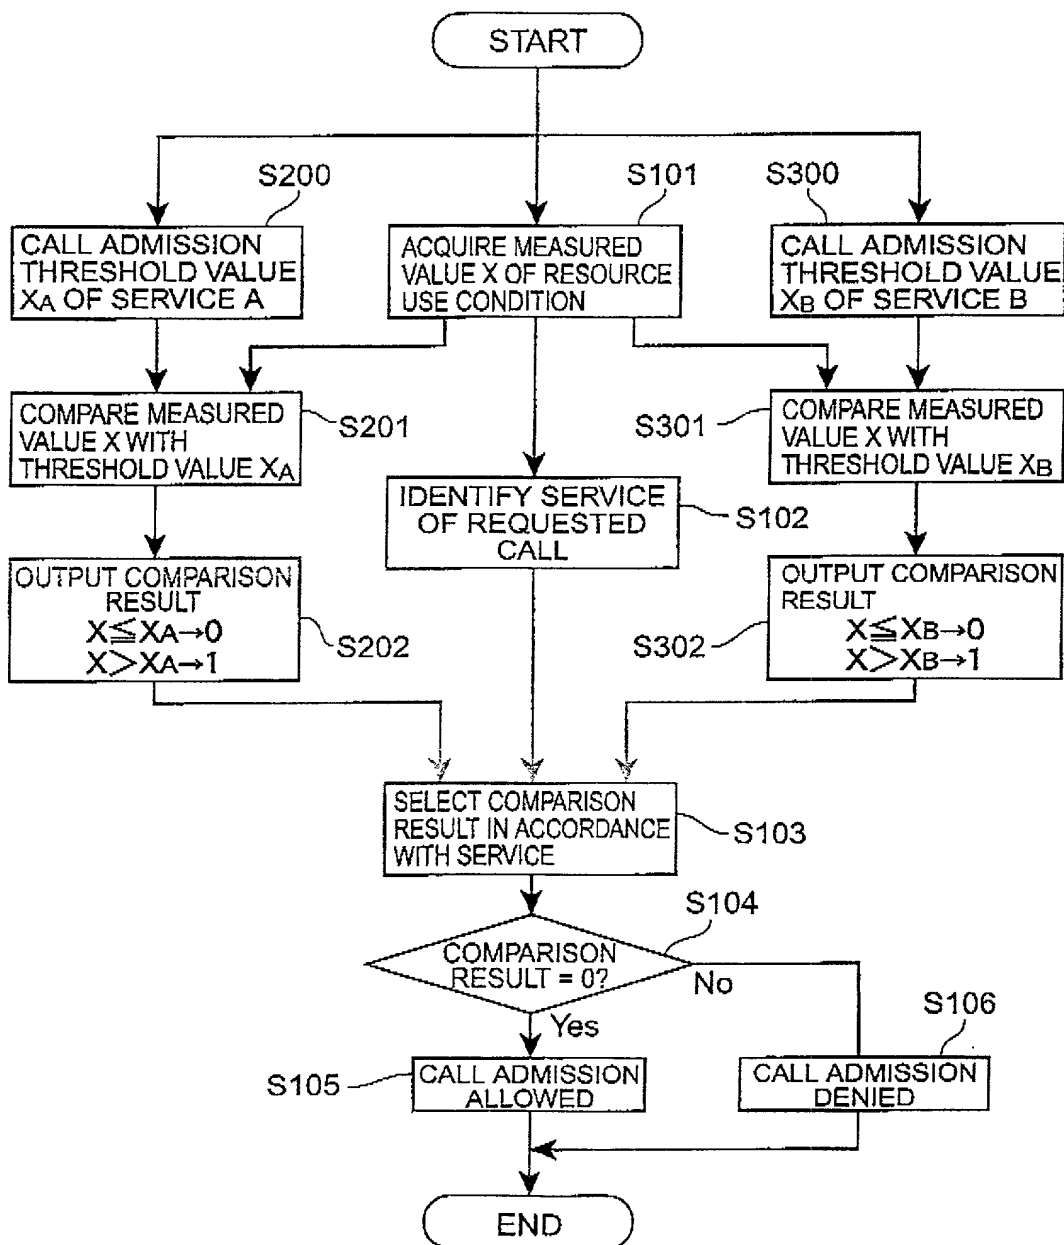 START
S200
S101
S300
CALL ADMISSION
THRESHOLD VALUE
XA OF SERVICE A
ACQUIRE MEASURED
VALUE X OF RESOURCE
USE CONDITION
CALL ADMISSION
THRESHOLD VALUE
XB OF SERVICE B
COMPARE MEASURED
VALUE X WITH
THRESHOLD VALUE XA
S201
S301
COMPARE MEASURED
VALUE X WITH
THRESHOLD VALUE XB
IDENTIFY SERVICE
OF REQUESTED
CALL
S102
OUTPUT COMPARISON
RESULT
X≦XA→0
X>XA→1
S202
S302
OUTPUT COMPARISON
RESULT
X≦XB→0
X>XB→1
SELECT COMPARISON
RESULT IN ACCORDANCE
WITH SERVICE
S103
S104
COMPARISON
RESULT = 0?
No
Yes
S106
S105
CALL ADMISSION
ALLOWED
CALL ADMISSION
DENIED
END